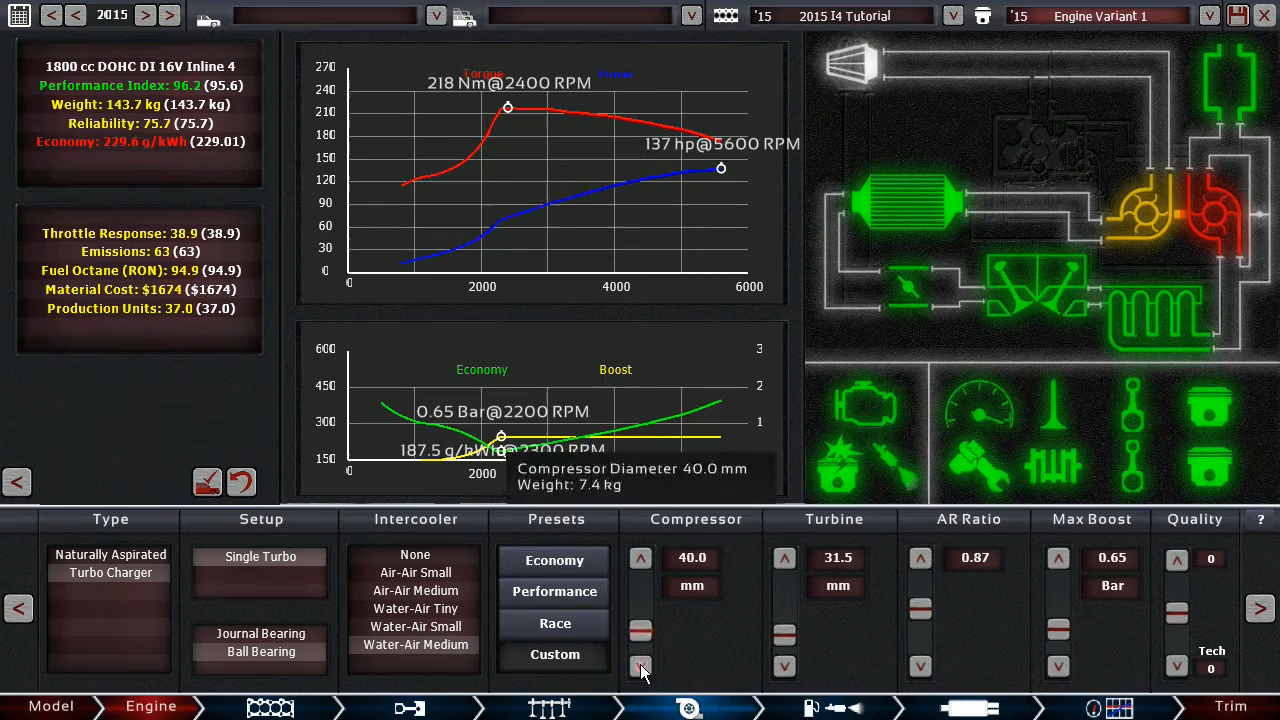 2015
'15 2015 I4 Tutorial
'15 Engine Variant 1
1800 cc DOHC DI 16V Inline 4
Performance Index: 96.2 (95.6)
Weight: 143.7 kg (143.7 kg)
Reliability: 75.7 (75.7)
Economy: 229.6 g/kWh (229.01)
Throttle Response: 38.9 (38.9)
Emissions: 63 (63)
Fuel Octane (RON): 94.9 (94.9)
Material Cost: $1674 ($1674)
Production Units: 37.0 (37.0)
270
240
210
180
150
120
90
60
30
0
0 2000 4000 6000
Torque Power
218 Nm@2400 RPM
137 hp@5600 RPM
600
450
300
150
3
2
1
0 2000
Economy Boost
0.65 Bar@2200 RPM
187.5 g/kWh@2300 RPM
Compressor Diameter 40.0 mm
Weight: 7.4 kg
Type
Naturally Aspirated
Turbo Charger
Setup
Single Turbo
Journal Bearing
Ball Bearing
Intercooler
None
Air-Air Small
Air-Air Medium
Water-Air Tiny
Water-Air Small
Water-Air Medium
Presets
Economy
Performance
Race
Custom
Compressor
40.0
mm
Turbine
31.5
mm
AR Ratio
0.87
Max Boost
0.65
Bar
Quality
0
Tech
0
?
Model
Engine
Trim